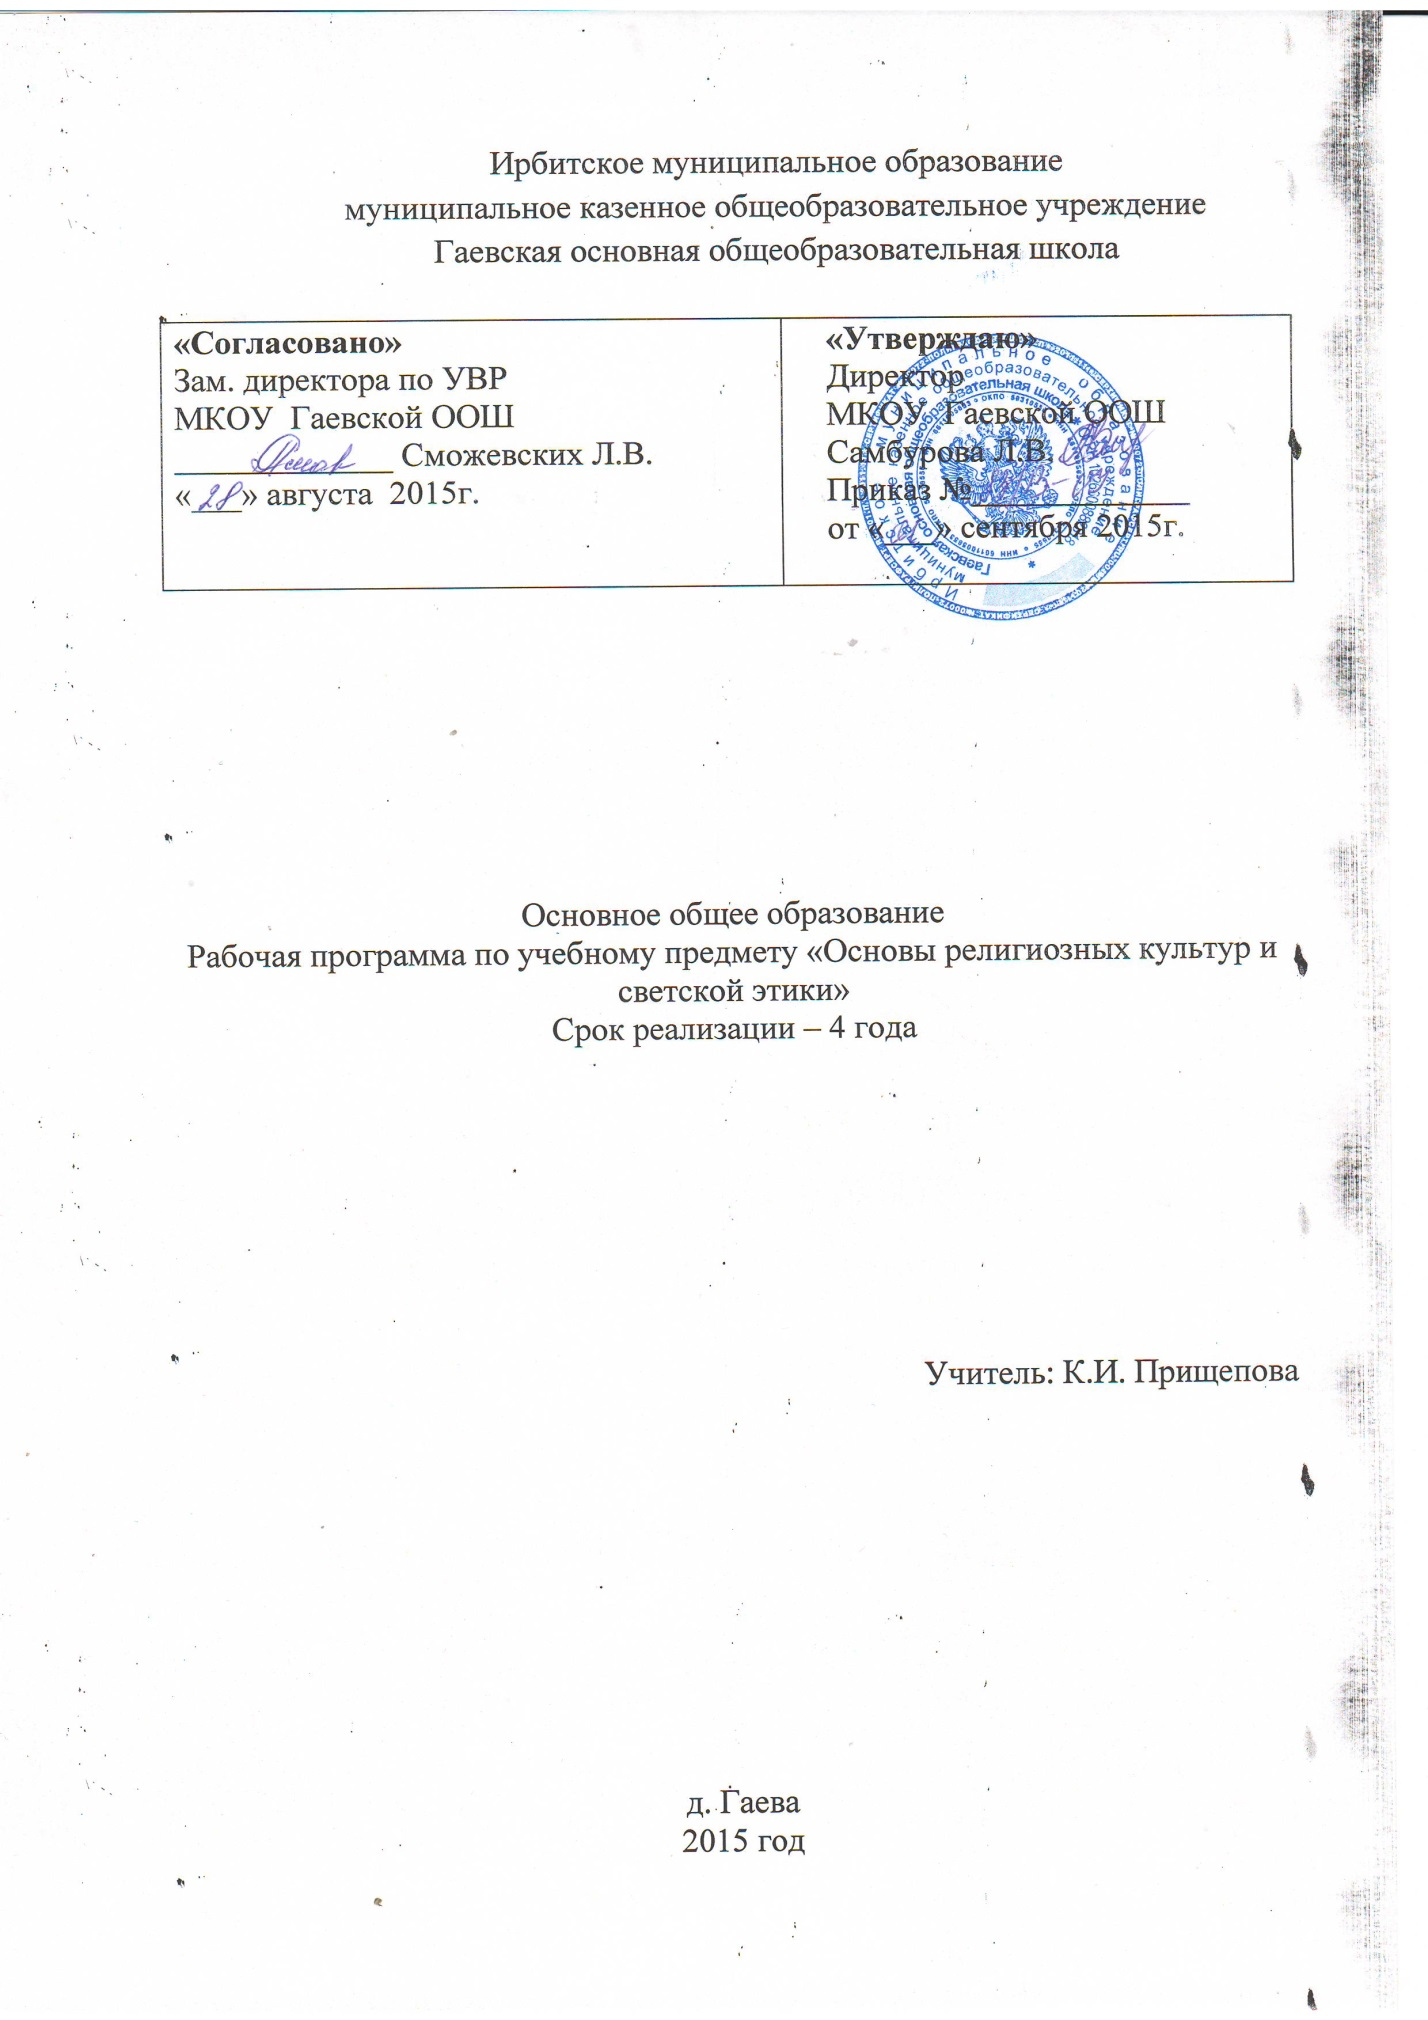 Ирбитское муниципальное образование
муниципальное казенное общеобразовательное учреждение
Гаевская основная общеобразовательная школа
«Согласовано»
Зам. директора по УВР
МКОУ Гаевской ООШ
______________ Сможевских Л.В.
«28» августа 2015г.
«Утверждаю»
Директор
МКОУ Гаевской ООШ
Самбурова Л.В.
Приказ №
от «___» сентября 2015г.
Основное общее образование
Рабочая программа по учебному предмету «Основы религиозных культур и
светской этики»
Срок реализации – 4 года
Учитель: К.И. Прищепова
д. Гаева
2015 год